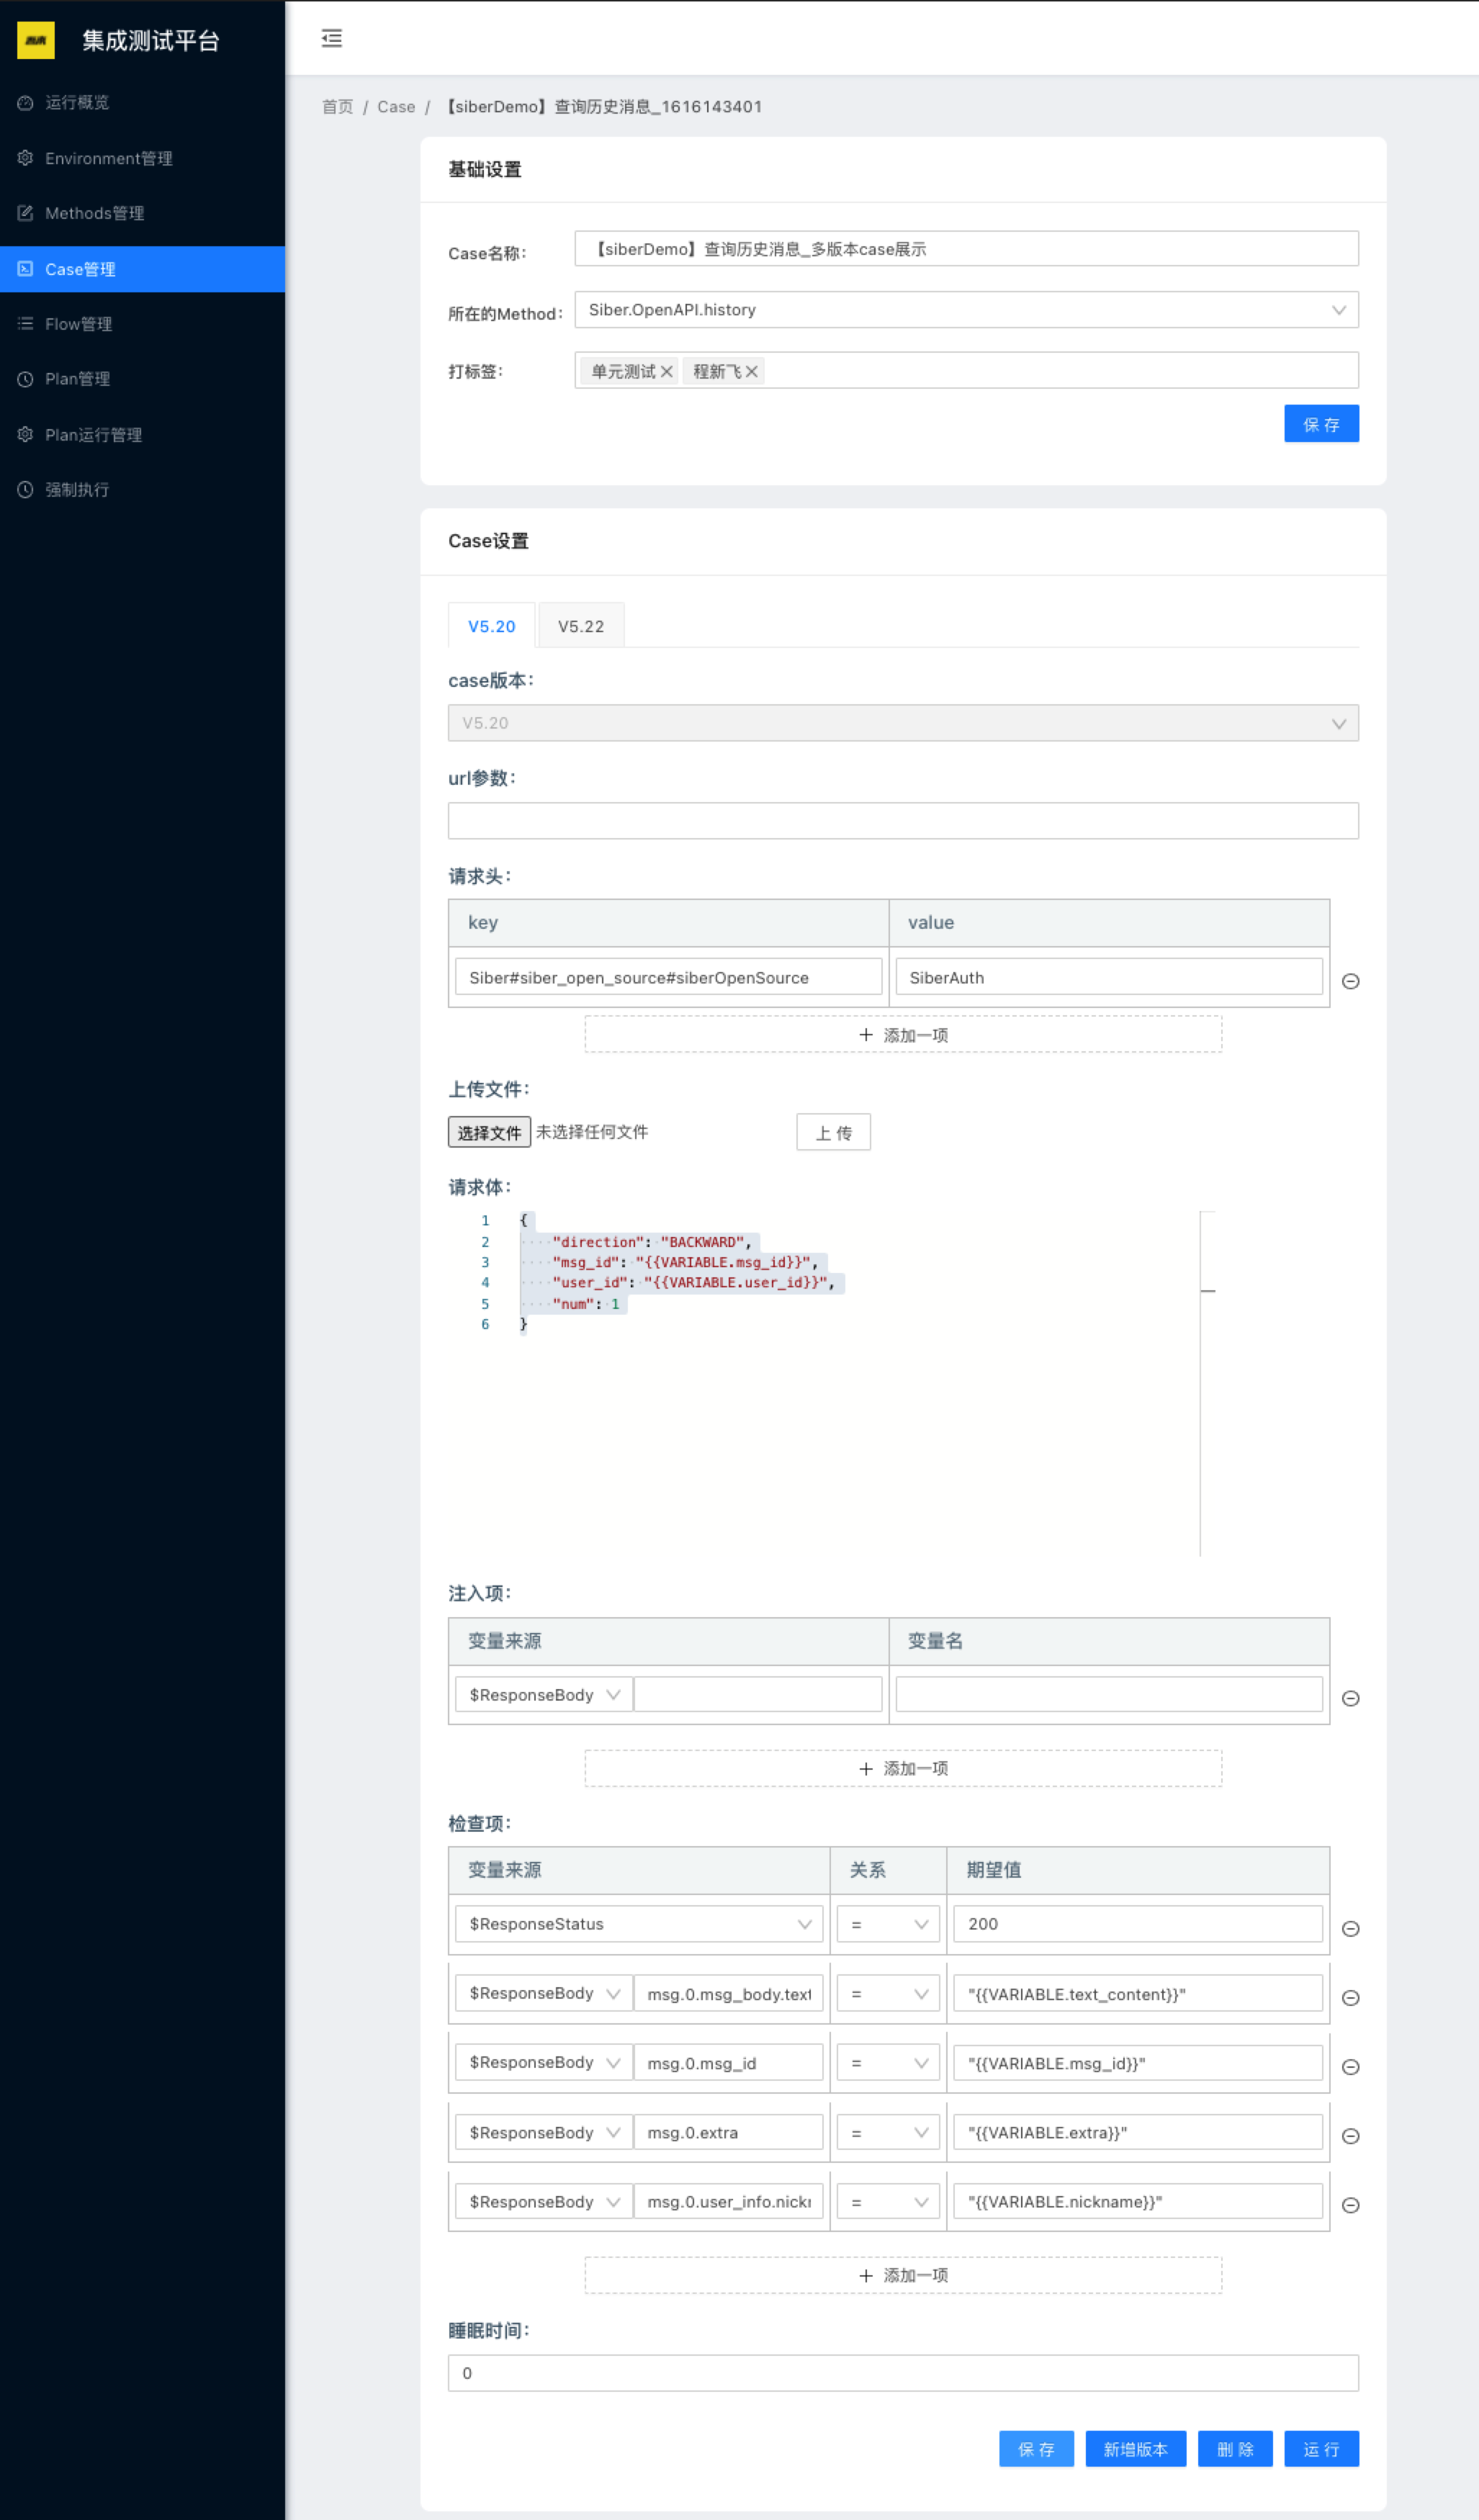 集成测试平台
运行概览
Environment管理
Methods管理
Case管理
Flow管理
Plan管理
Plan运行管理
强制执行
首页 / Case / 【siberDemo】查询历史消息_1616143401
基础设置
Case名称： 【siberDemo】查询历史消息_多版本case展示
所在的Method： Siber.OpenAPI.history
打标签： 单元测试 程新飞
保 存
Case设置
V5.20 V5.22
case版本：
V5.20
url参数：
请求头：
key value
Siber#siber_open_source#siberOpenSource SiberAuth
添加一项
上传文件：
选择文件 未选择任何文件 上 传
请求体：
1 {
2 ····"direction":·"BACKWARD",
3 ····"msg_id":·"{{VARIABLE.msg_id}}",
4 ····"user_id":·"{{VARIABLE.user_id}}",
5 ····"num":·1
6 }
注入项：
变量来源 变量名
$ResponseBody
添加一项
检查项：
变量来源 关系 期望值
$ResponseStatus = 200
$ResponseBody msg.0.msg_body.text = "{{VARIABLE.text_content}}"
$ResponseBody msg.0.msg_id = "{{VARIABLE.msg_id}}"
$ResponseBody msg.0.extra = "{{VARIABLE.extra}}"
$ResponseBody msg.0.user_info.nick = "{{VARIABLE.nickname}}"
添加一项
睡眠时间：
0
保 存 新增版本 删 除 运 行